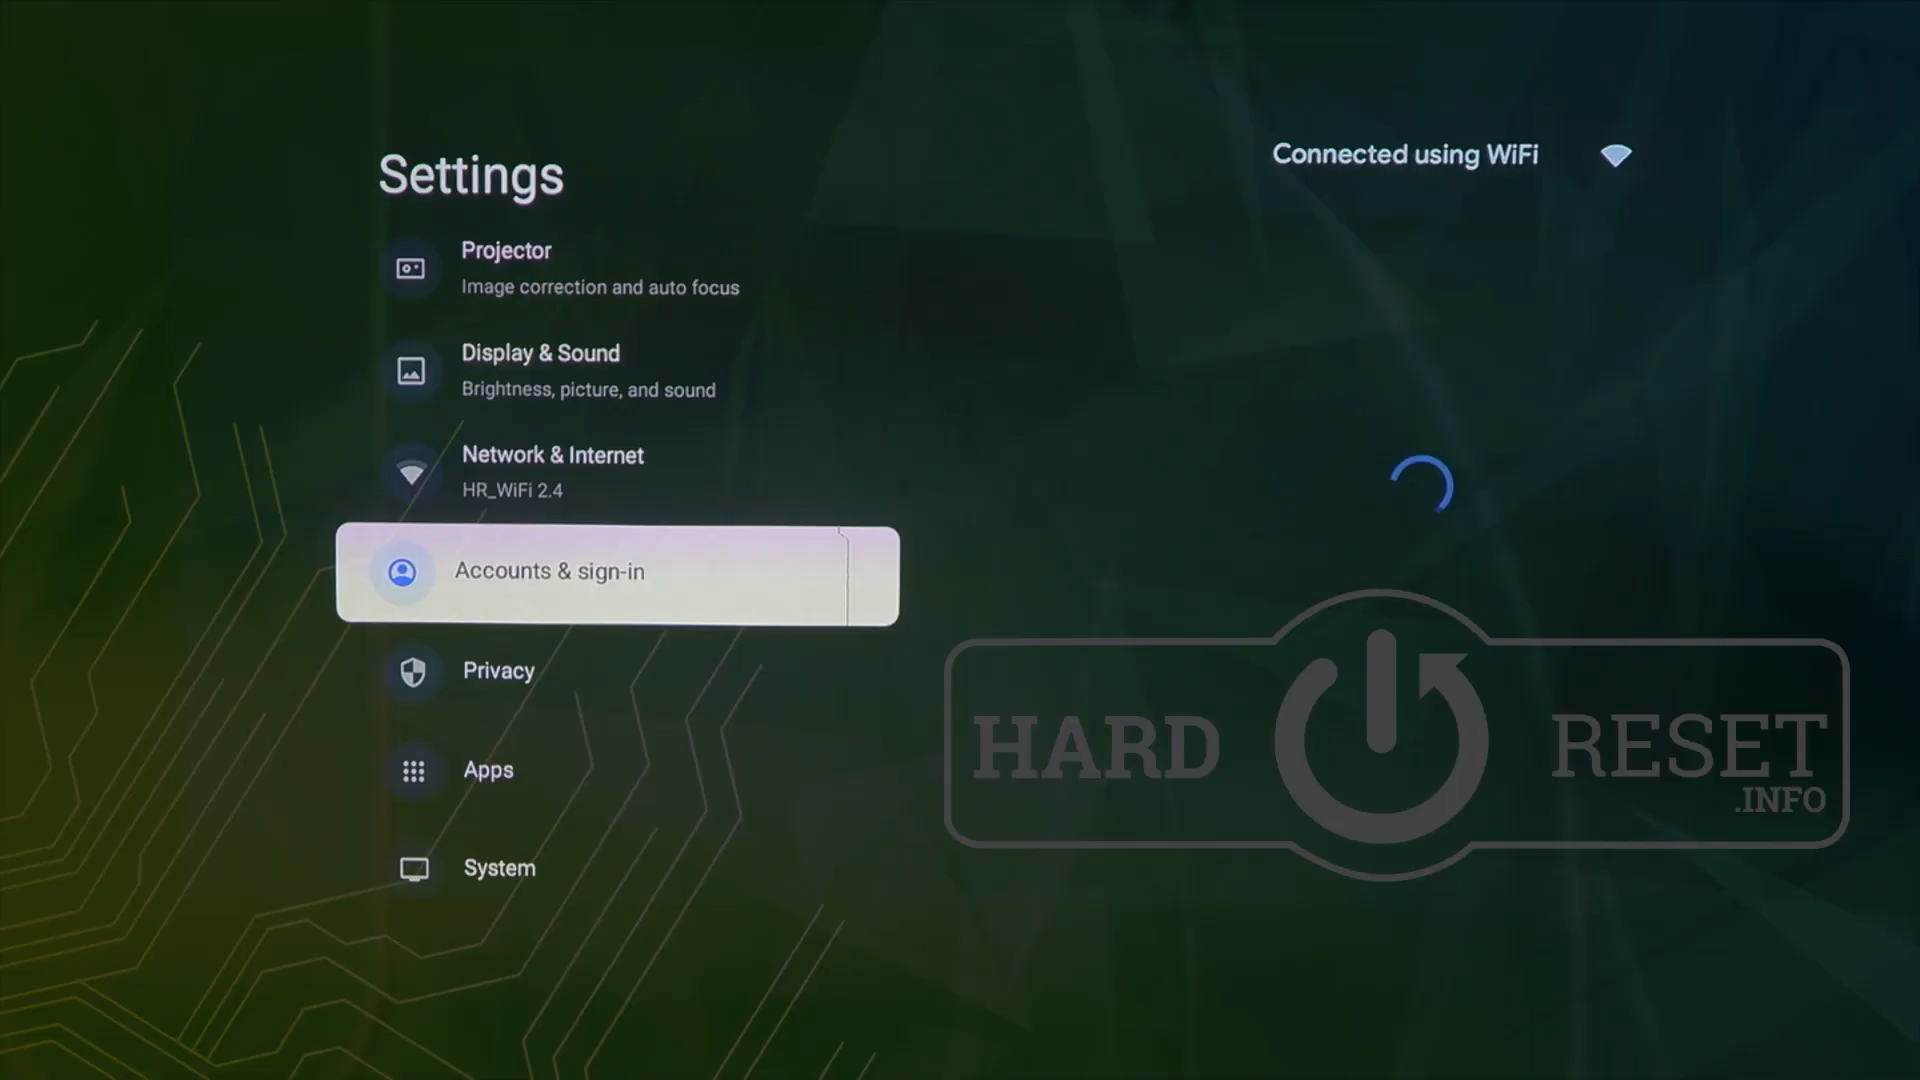 Settings
Connected using WiFi
Projector
Image correction and auto focus
Display & Sound
Brightness, picture, and sound
Network & Internet
HR_WiFi 2.4
Accounts & sign-in
Privacy
Apps
System
HARD RESET
.INFO